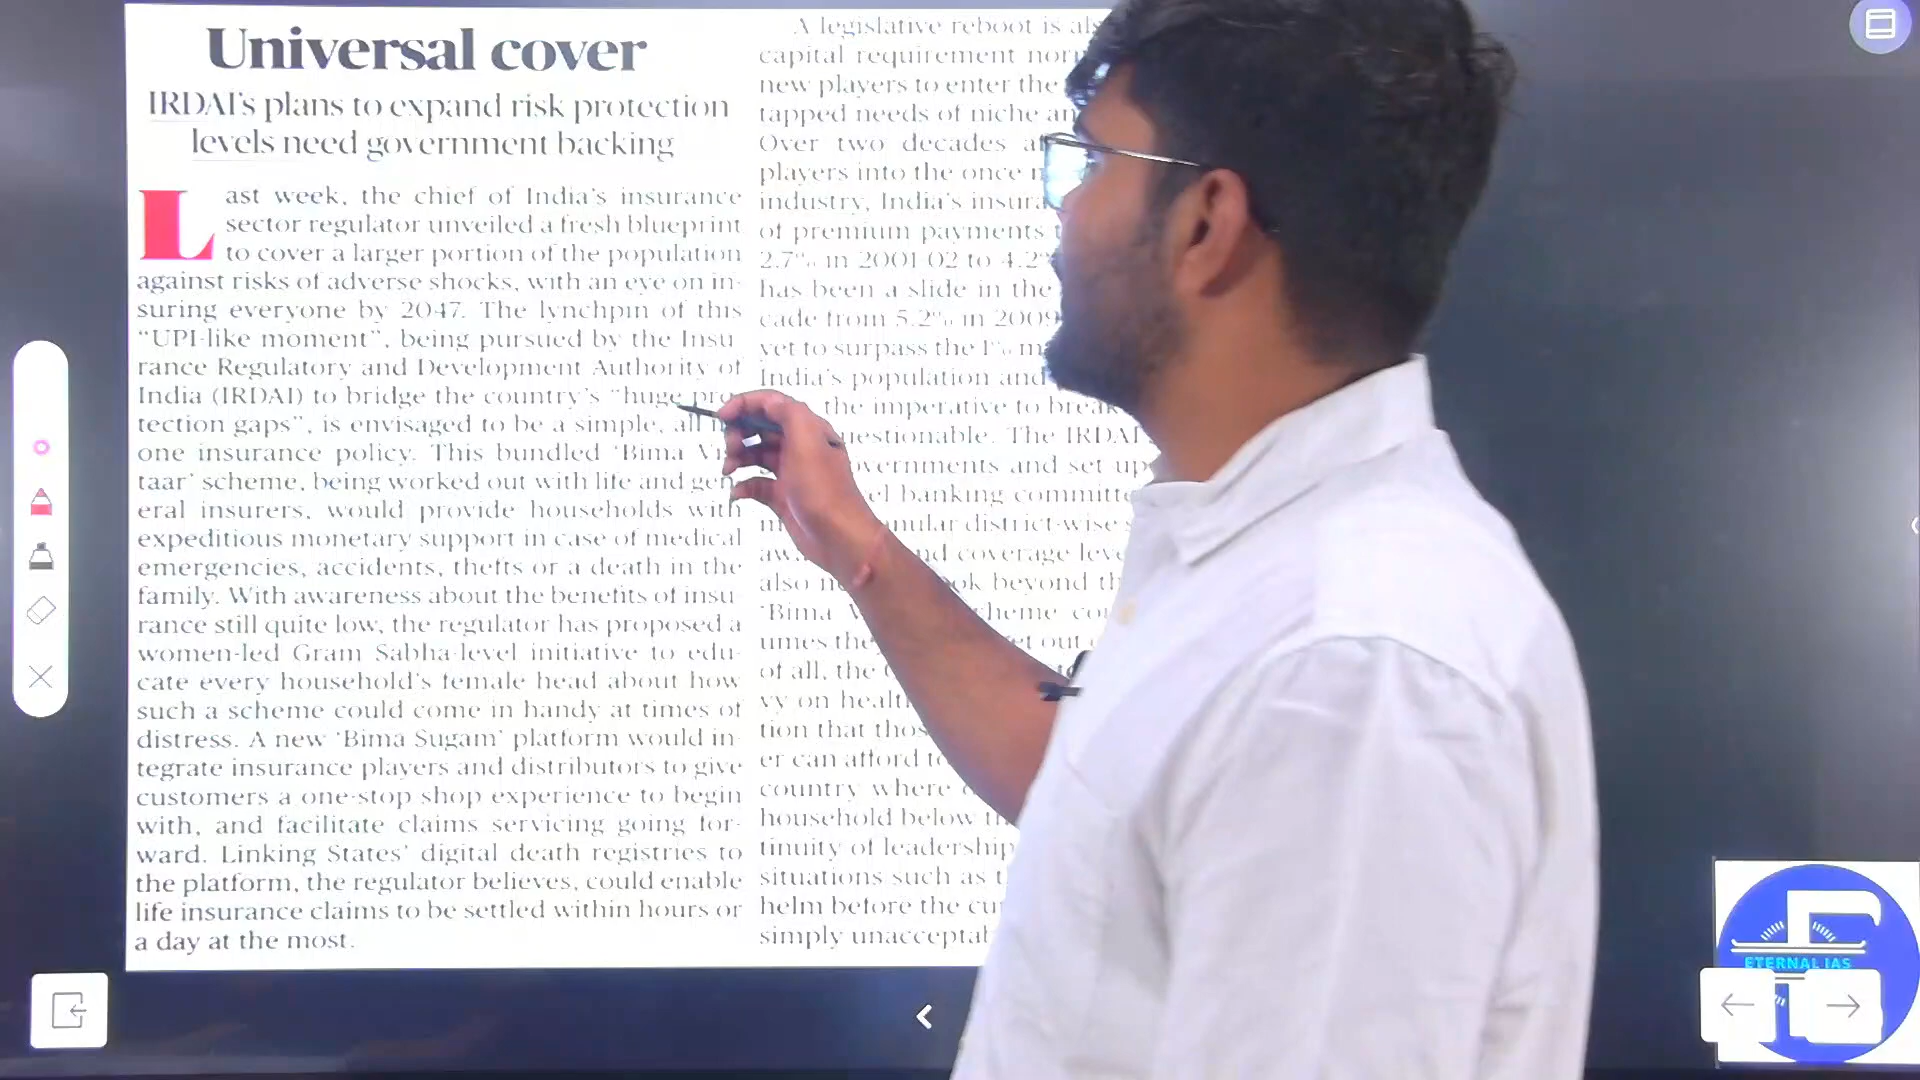 Universal cover
IRDAI's plans to expand risk protection
levels need government backing
Last week, the chief of India's insurance
sector regulator unveiled a fresh blueprint
to cover a larger portion of the population
against risks of adverse shocks, with an eye on in-
suring everyone by 2047. The lynchpin of this
"UPI-like moment", being pursued by the Insu
rance Regulatory and Development Authority of
India (IRDAI) to bridge the country's "huge pro
tection gaps", is envisaged to be a simple, all
one insurance policy. This bundled 'Bima Vis
taar' scheme, being worked out with life and gen
eral insurers, would provide households with
expeditious monetary support in case of medical
emergencies, accidents, thefts or a death in the
family. With awareness about the benefits of insu
rance still quite low, the regulator has proposed a
women-led Gram Sabha-level initiative to edu-
cate every household's female head about how
such a scheme could come in handy at times of
distress. A new 'Bima Sugam' platform would in-
tegrate insurance players and distributors to give
customers a one-stop shop experience to begin
with, and facilitate claims servicing going for-
ward. Linking States' digital death registries to
the platform, the regulator believes, could enable
life insurance claims to be settled within hours or
a day at the most.
A legislative reboot is als
capital requirement nor
new players to enter the
tapped needs of niche an
Over two decades a
players into the once
industry, India's insura
of premium payments
2.7% in 2001-02 to 4.2%
has been a slide in the
cade from 5.2% in 2009
yet to surpass the 1% m
India's population and
the imperative to break
uestionable. The IRDAI
overnments and set up
el banking committe
nular district-wise
nd coverage leve
also ok beyond th
'Bima cheme co
umes the et out
of all, the
vy on healt
tion that thos
er can afford to
country where
household below th
tinuity of leadership
situations such as t
helm before the cu
simply unacceptab
ETERNAL IAS